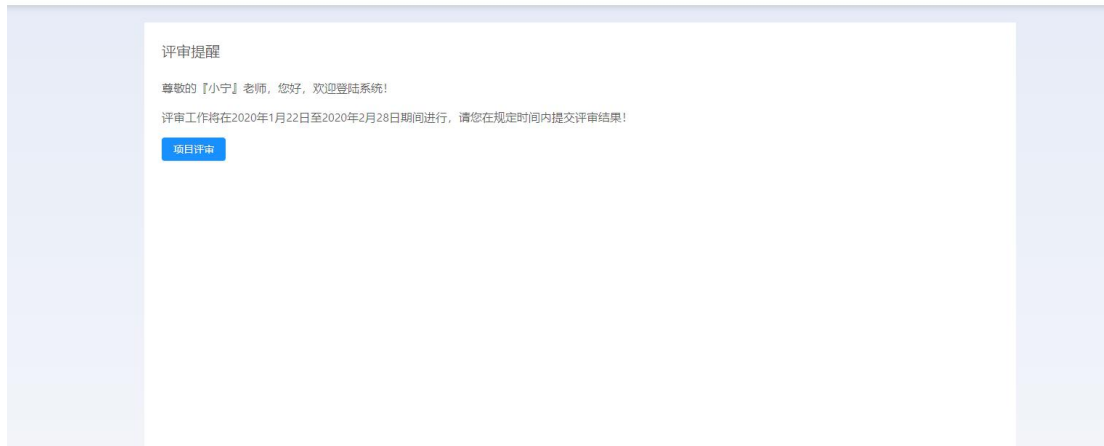 评审提醒
尊敬的『小宁』老师，您好，欢迎登陆系统！
评审工作将在2020年1月22日至2020年2月28日期间进行，请您在规定时间内提交评审结果！
项目评审